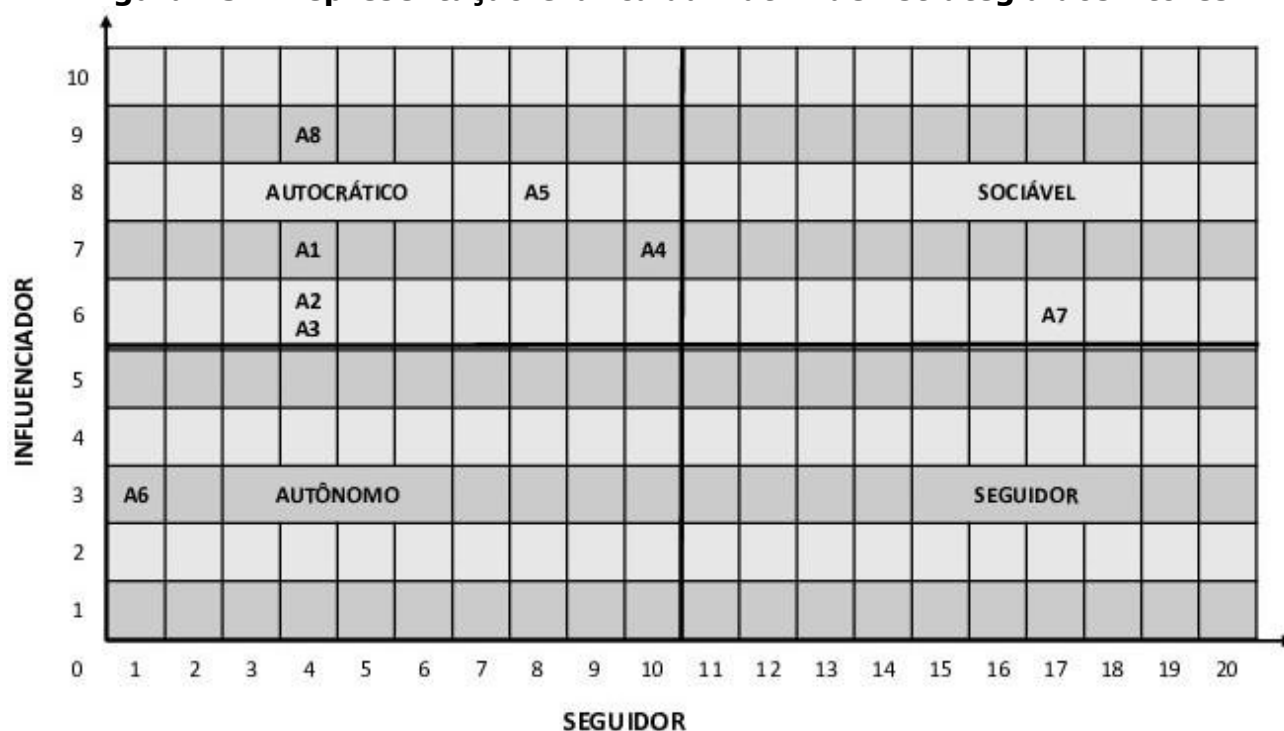 10
9 A8
8 AUTOCRÁTICO A5 SOCIÁVEL
7 A1 A4
6 A2 A7
A3
5
4
3 A6 AUTÔNOMO SEGUIDOR
2
1
0 1 2 3 4 5 6 7 8 9 10 11 12 13 14 15 16 17 18 19 20
INFLUENCIADOR
SEGUIDOR